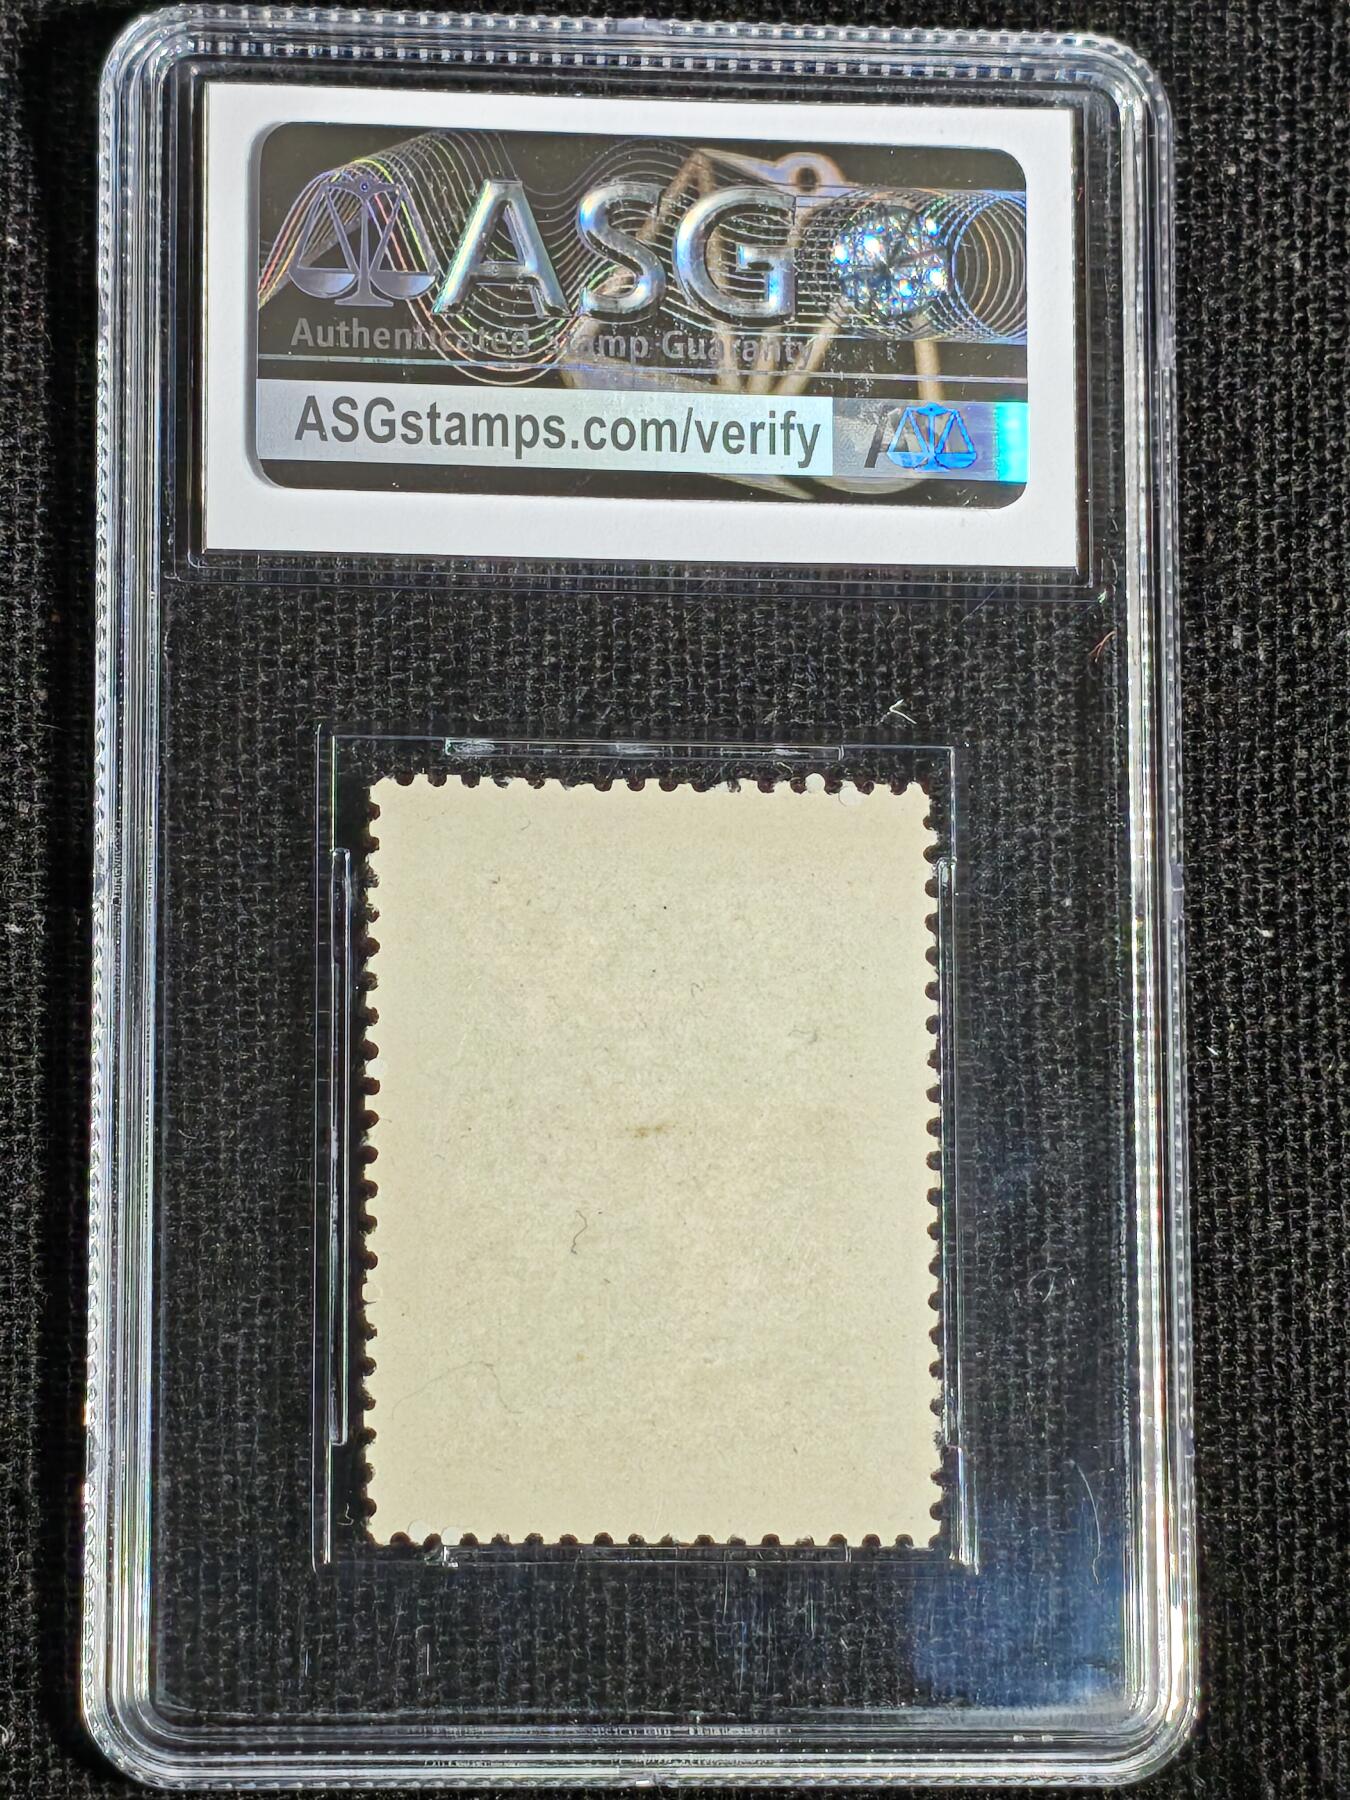 ASG
Authenticated Stamp Guaranty
ASGstamps.com/verify